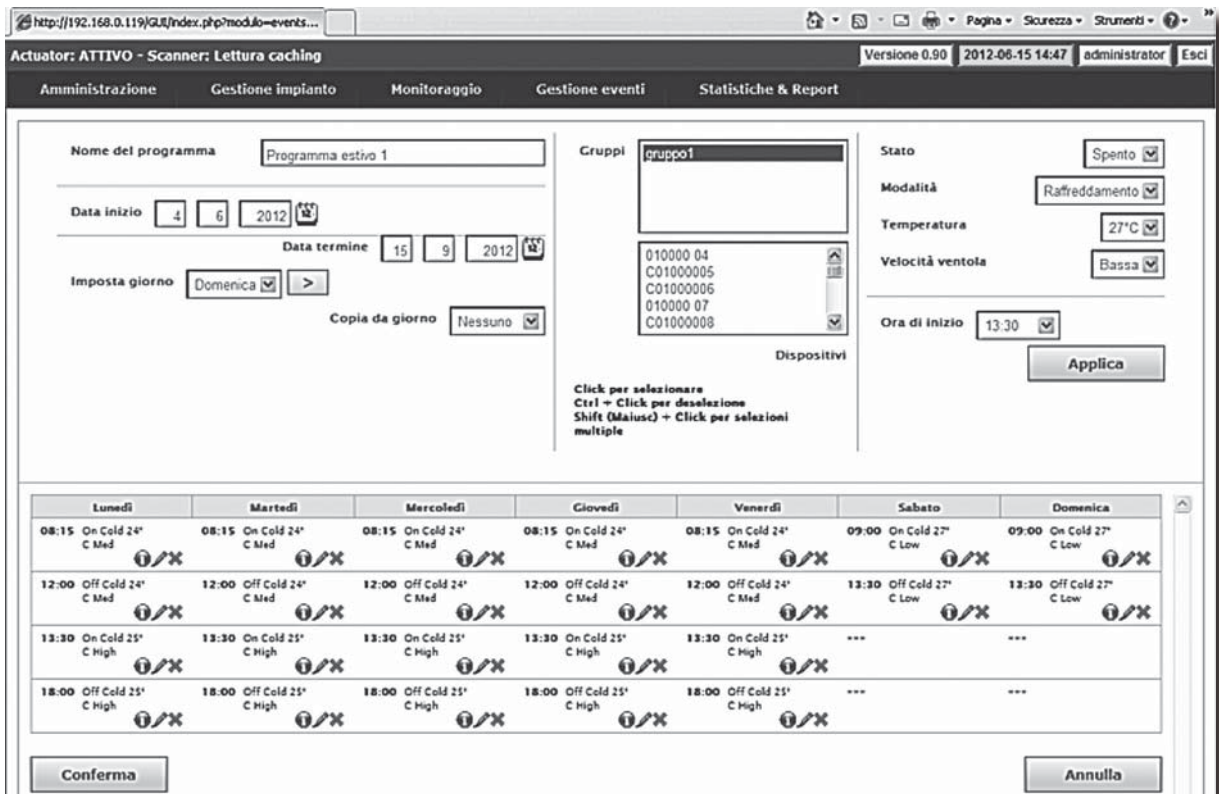 http://192.168.0.119/GUI/index.php?modulo=events...
Pagina Sicurezza Strumenti
Actuator: ATTIVO - Scanner: Lettura caching
Versione 0.90 2012-06-15 14:47 administrator Esci
Amministrazione Gestione impianto Monitoraggio Gestione eventi Statistiche & Report
Nome del programma Programma estivo 1
Data inizio 4 6 2012
Data termine 15 9 2012
Imposta giorno Domenica >
Copia da giorno Nessuno
Gruppi gruppo1
010000 04
C01000005
C01000006
010000 07
C01000008
Dispositivi
Click per selezionare
Ctrl + Click per deselezione
Shift (Maiusc) + Click per selezioni
multiple
Stato Spento
Modalità Raffreddamento
Temperatura 27°C
Velocità ventola Bassa
Ora di inizio 13:30
Applica
Lunedì Martedì Mercoledì Giovedì Venerdì Sabato Domenica
08:15 On Cold 24° 08:15 On Cold 24° 08:15 On Cold 24° 08:15 On Cold 24° 08:15 On Cold 24° 09:00 On Cold 27° 09:00 On Cold 27°
C Med C Med C Med C Med C Med C Low C Low
12:00 Off Cold 24° 12:00 Off Cold 24° 12:00 Off Cold 24° 12:00 Off Cold 24° 12:00 Off Cold 24° 13:30 Off Cold 27° 13:30 Off Cold 27°
C Med C Med C Med C Med C Med C Low C Low
13:30 On Cold 25° 13:30 On Cold 25° 13:30 On Cold 25° 13:30 On Cold 25° 13:30 On Cold 25° --- ---
C High C High C High C High C High
18:00 Off Cold 25° 18:00 Off Cold 25° 18:00 Off Cold 25° 18:00 Off Cold 25° 18:00 Off Cold 25° --- ---
C High C High C High C High C High
Conferma Annulla